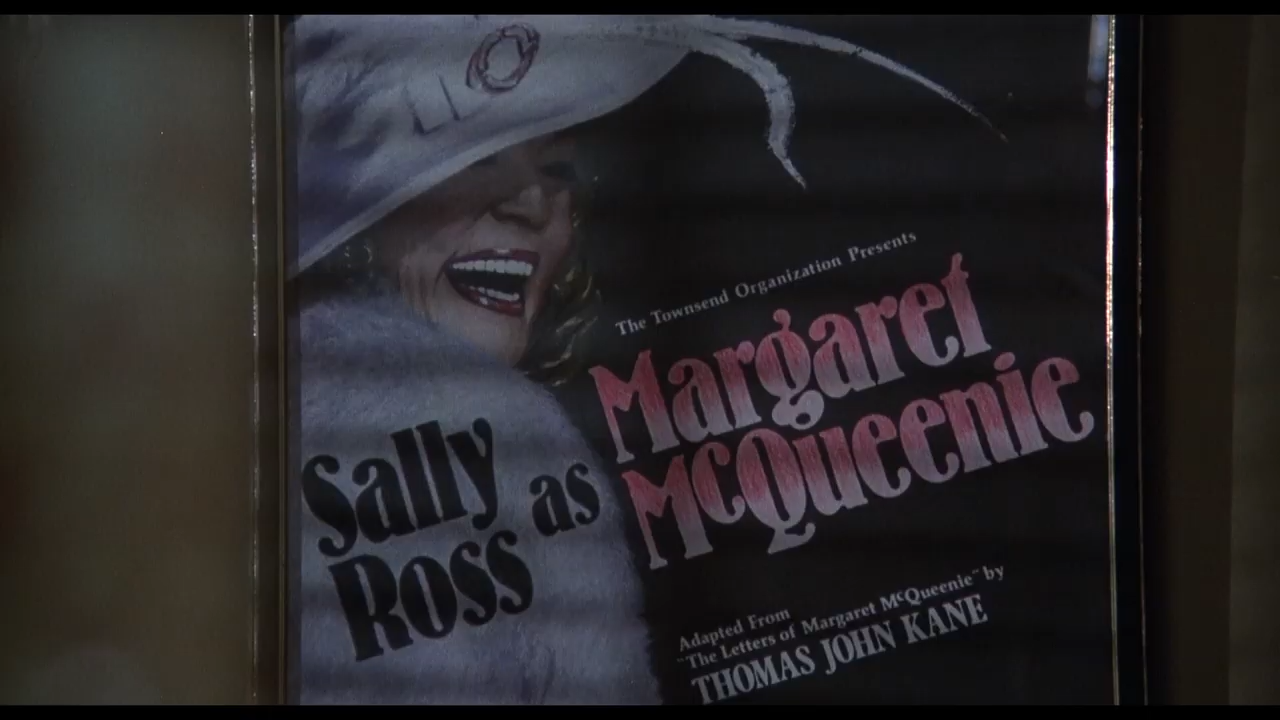 The Townsend Organization Presents
Sally
Ross
as
Margaret
McQueenie
Adapted From
"The Letters of Margaret McQueenie" by
THOMAS JOHN KANE